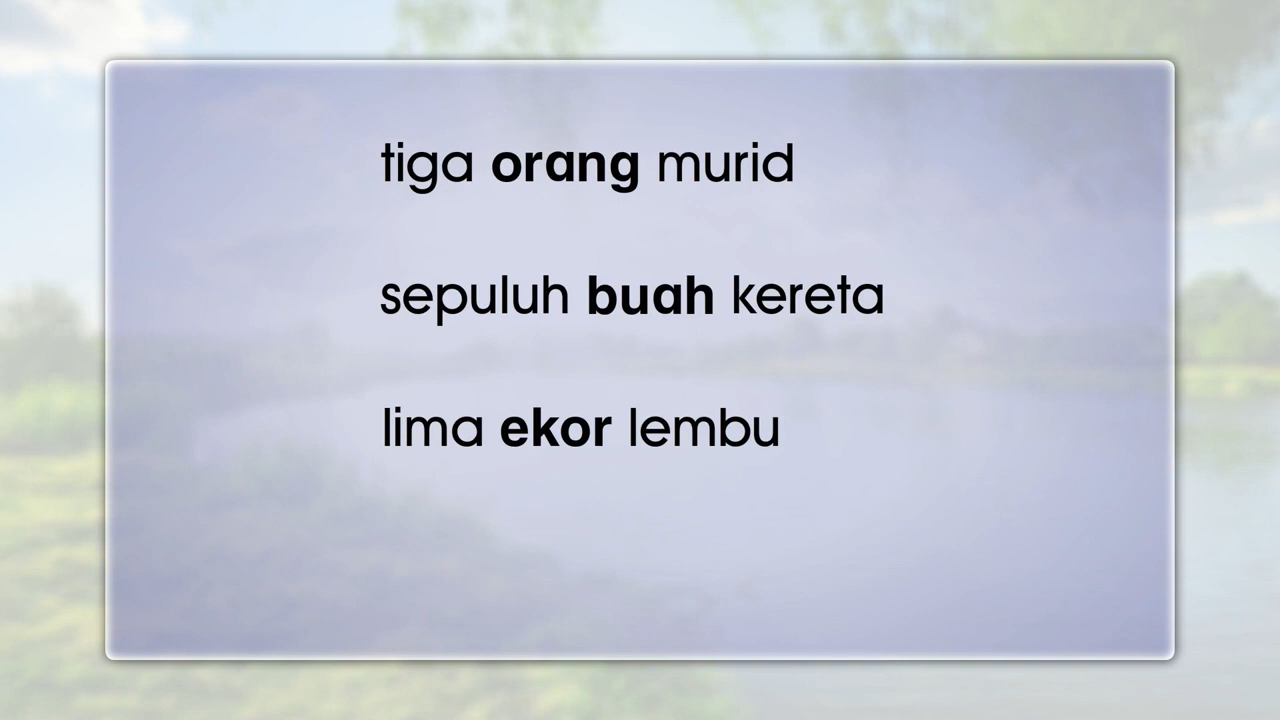 tiga orang murid
sepuluh buah kereta
lima ekor lembu